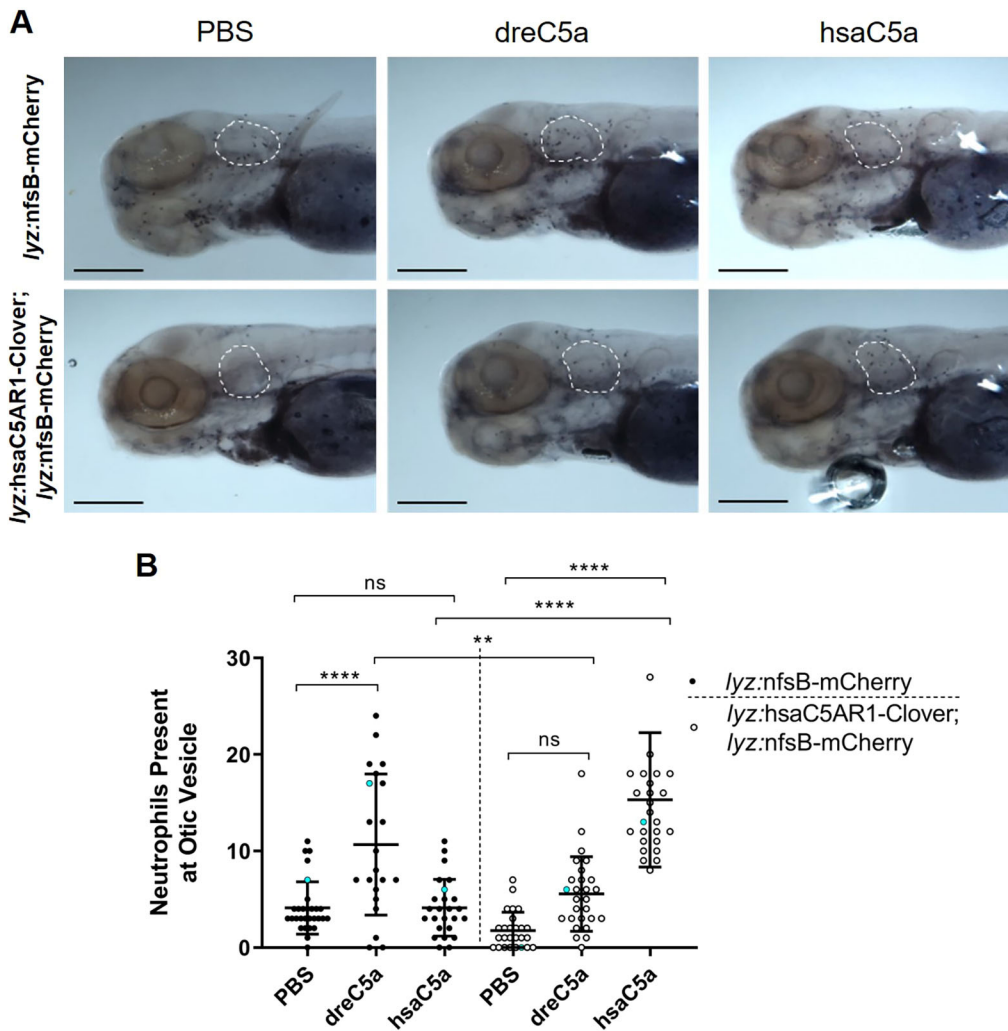 A
PBS
dreC5a
hsaC5a
lyz:nfsB-mCherry
lyz:hsaC5AR1-Clover;
lyz:nfsB-mCherry
B
****
ns
****
**
****
ns
30
20
10
0
Neutrophils Present
at Otic Vesicle
lyz:nfsB-mCherry
lyz:hsaC5AR1-Clover;
lyz:nfsB-mCherry
PBS
dreC5a
hsaC5a
PBS
dreC5a
hsaC5a